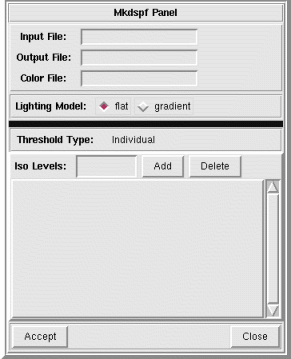 Mkdspf Panel
Input File:
Output File:
Color File:
Lighting Model: flat gradient
Threshold Type: Individual
Iso Levels: Add Delete
Accept Close